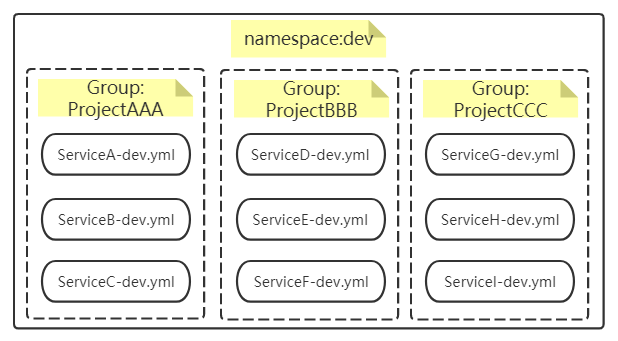 namespace:dev
Group:
ProjectAAA
ServiceA-dev.yml
ServiceB-dev.yml
ServiceC-dev.yml
Group:
ProjectBBB
ServiceD-dev.yml
ServiceE-dev.yml
ServiceF-dev.yml
Group:
ProjectCCC
ServiceG-dev.yml
ServiceH-dev.yml
ServiceI-dev.yml